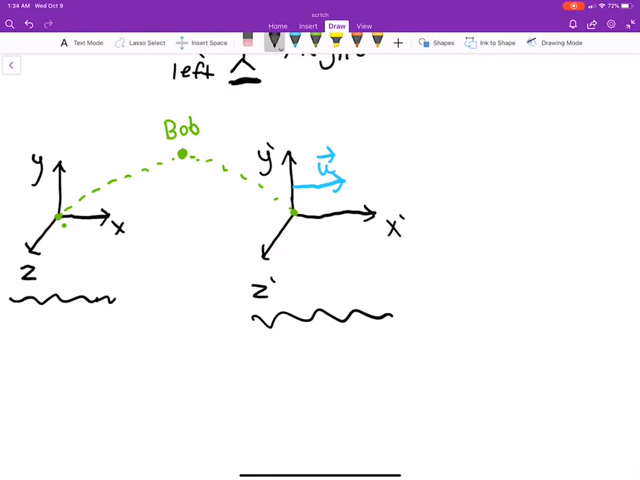 1:34 AM Wed Oct 9
72%
scrtch
Home Insert Draw View
Text Mode Lasso Select Insert Space Shapes Ink to Shape Drawing Mode
left
Bob
y
x
z
y'
u
x'
z'